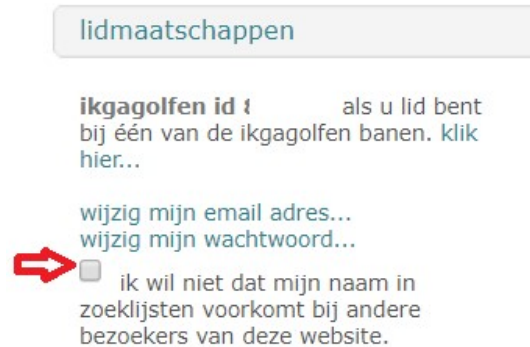 lidmaatschappen
ikgagolfen id als u lid bent
bij één van de ikgagolfen banen. klik
hier...
wijzig mijn email adres...
wijzig mijn wachtwoord...
ik wil niet dat mijn naam in
zoeklijsten voorkomt bij andere
bezoekers van deze website.